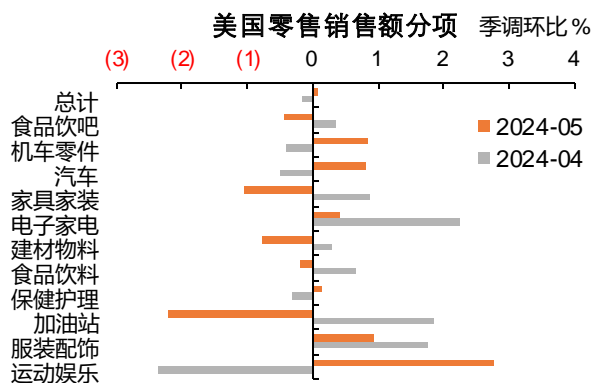 美国零售销售额分项 季调环比%
(3) (2) (1) 0 1 2 3 4
总计
食品饮吧
机车零件
汽车
家具家装
电子家电
建材物料
食品饮料
保健护理
加油站
服装配饰
运动娱乐
2024-05
2024-04